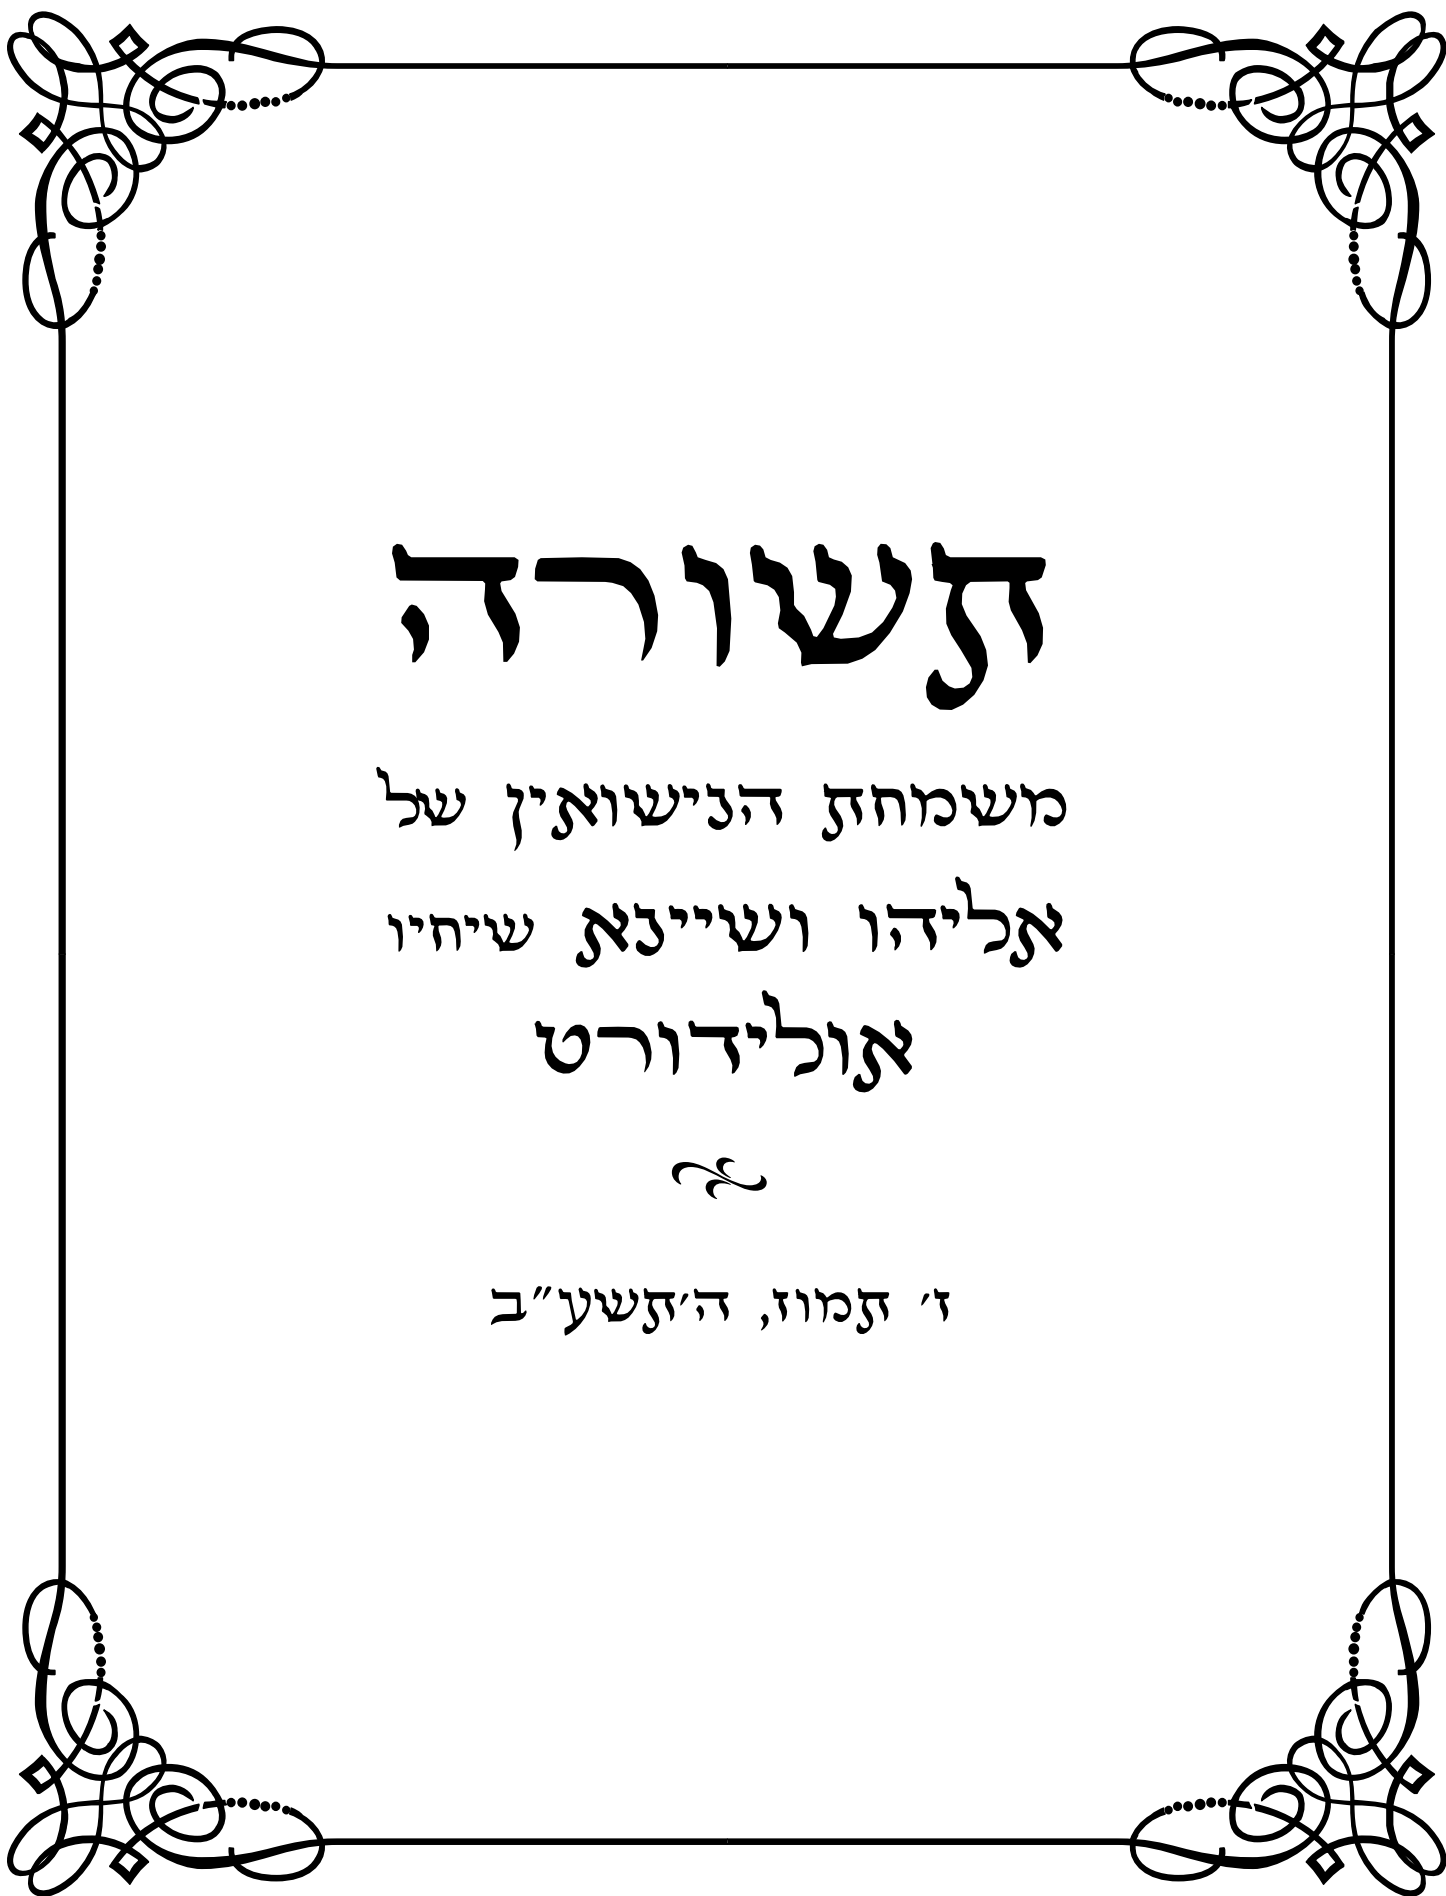 תשורה
משמחת הנישואין של
אליהו ושיינא שיחיו
אולידורט
ז׳ תמוז, ה׳תשע״ב